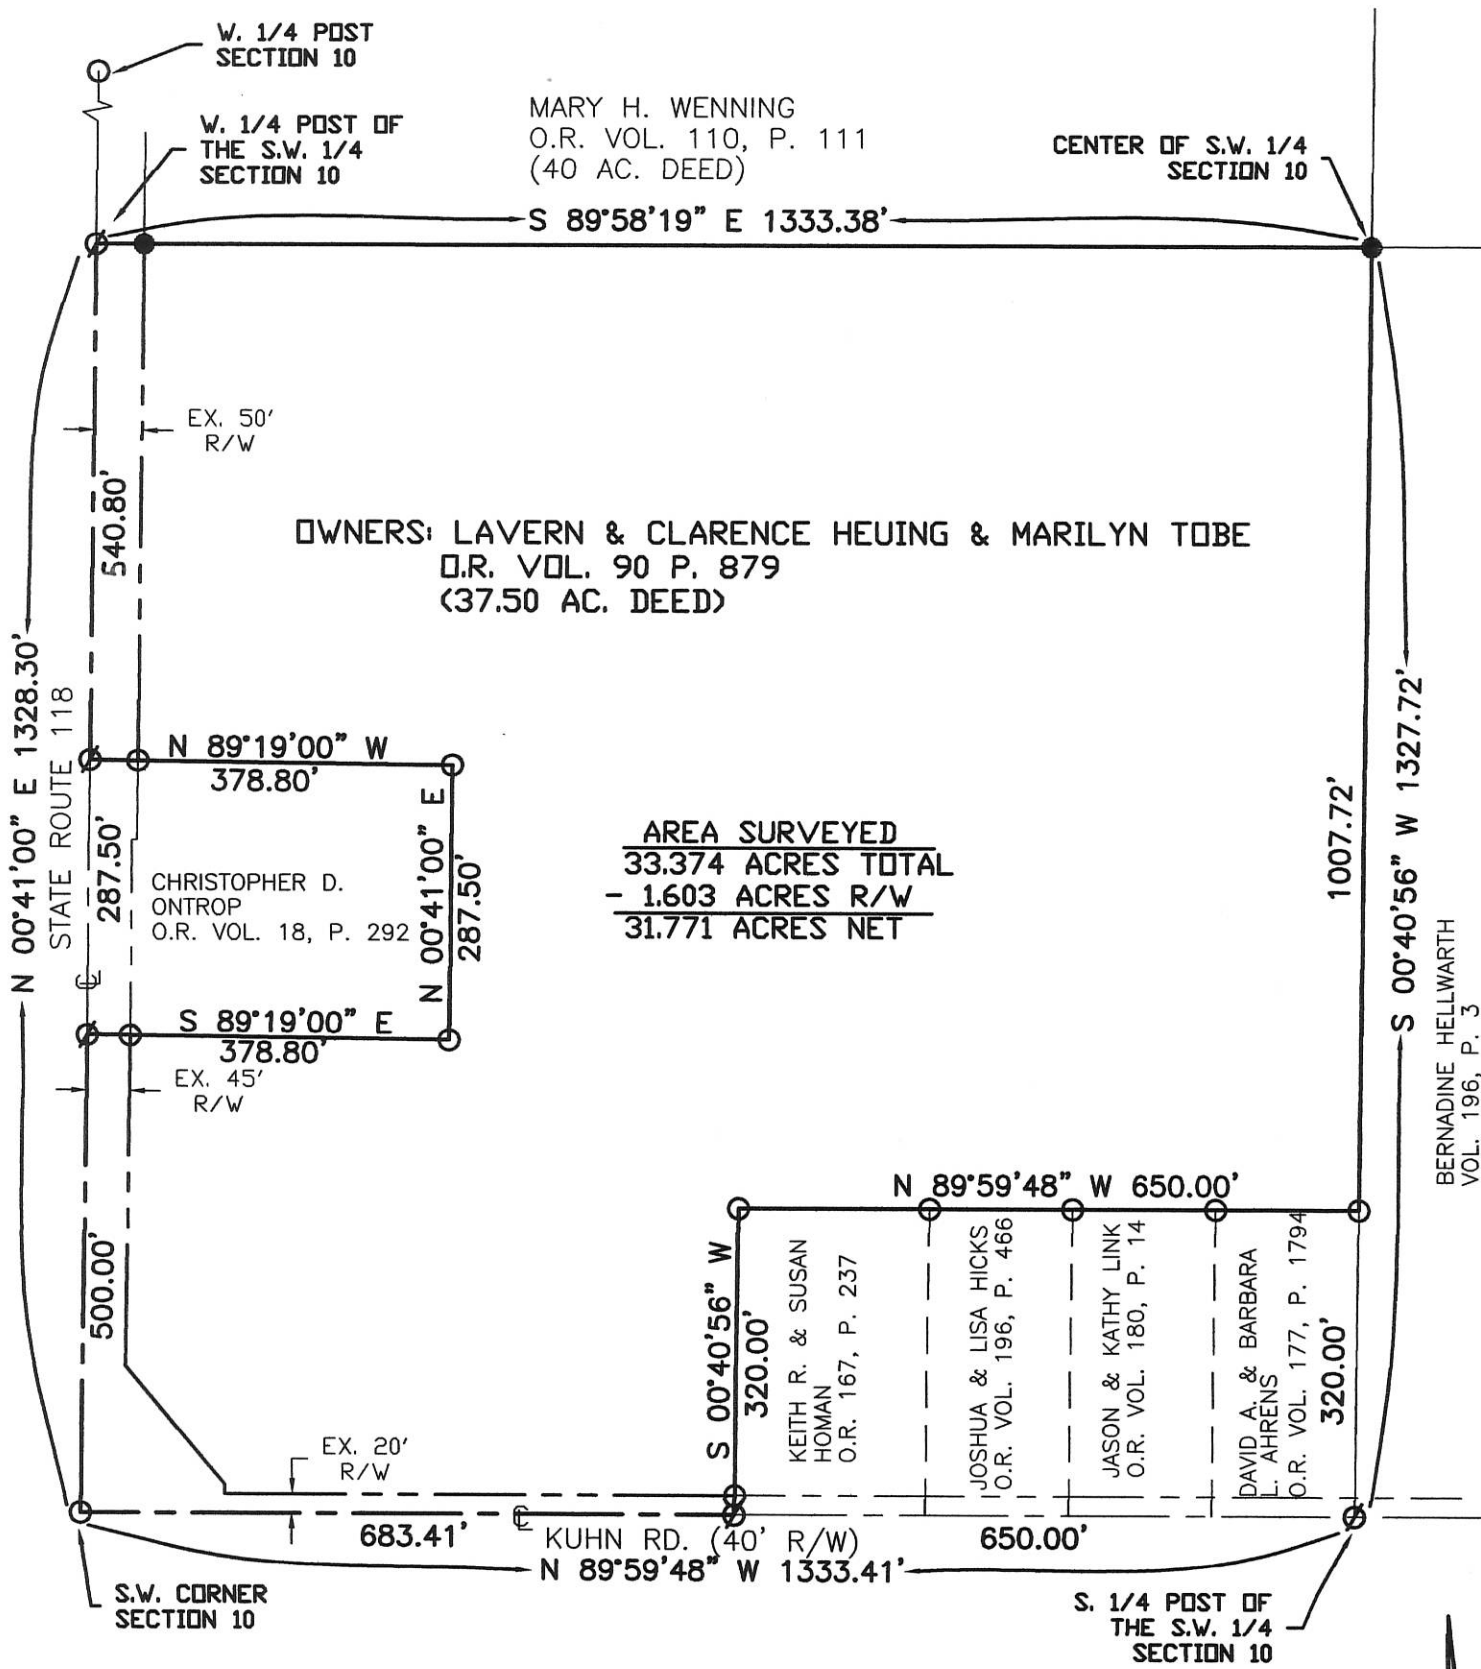 W. 1/4 POST
SECTION 10
W. 1/4 POST OF
THE S.W. 1/4
SECTION 10
MARY H. WENNING
O.R. VOL. 110, P. 111
(40 AC. DEED)
CENTER OF S.W. 1/4
SECTION 10
S 89°58'19" E 1333.38'
EX. 50'
R/W
540.80'
OWNERS: LAVERN & CLARENCE HEUING & MARILYN TOBE
O.R. VOL. 90 P. 879
(37.50 AC. DEED)
N 00°41'00" E 1328.30'
STATE ROUTE 118
S 00°40'56" W 1327.72'
1007.72'
BERNADINE HELLWARTH
VOL. 196, P. 3
N 89°19'00" W
378.80'
287.50'
CHRISTOPHER D.
ONTROP
O.R. VOL. 18, P. 292
N 00°41'00" E
287.50'
AREA SURVEYED
33.374 ACRES TOTAL
- 1.603 ACRES R/W
31.771 ACRES NET
℄
S 89°19'00" E
378.80'
EX. 45'
R/W
500.00'
N 89°59'48" W 650.00'
S 00°40'56" W
320.00'
KEITH R. & SUSAN
HOMAN
O.R. 167, P. 237
JOSHUA & LISA HICKS
O.R. VOL. 196, P. 466
JASON & KATHY LINK
O.R. VOL. 180, P. 14
DAVID A. & BARBARA
L. AHRENS
O.R. VOL. 177, P. 1794
320.00'
EX. 20'
R/W
℄
683.41'
KUHN RD. (40' R/W)
650.00'
N 89°59'48" W 1333.41'
S.W. CORNER
SECTION 10
S. 1/4 POST OF
THE S.W. 1/4
SECTION 10